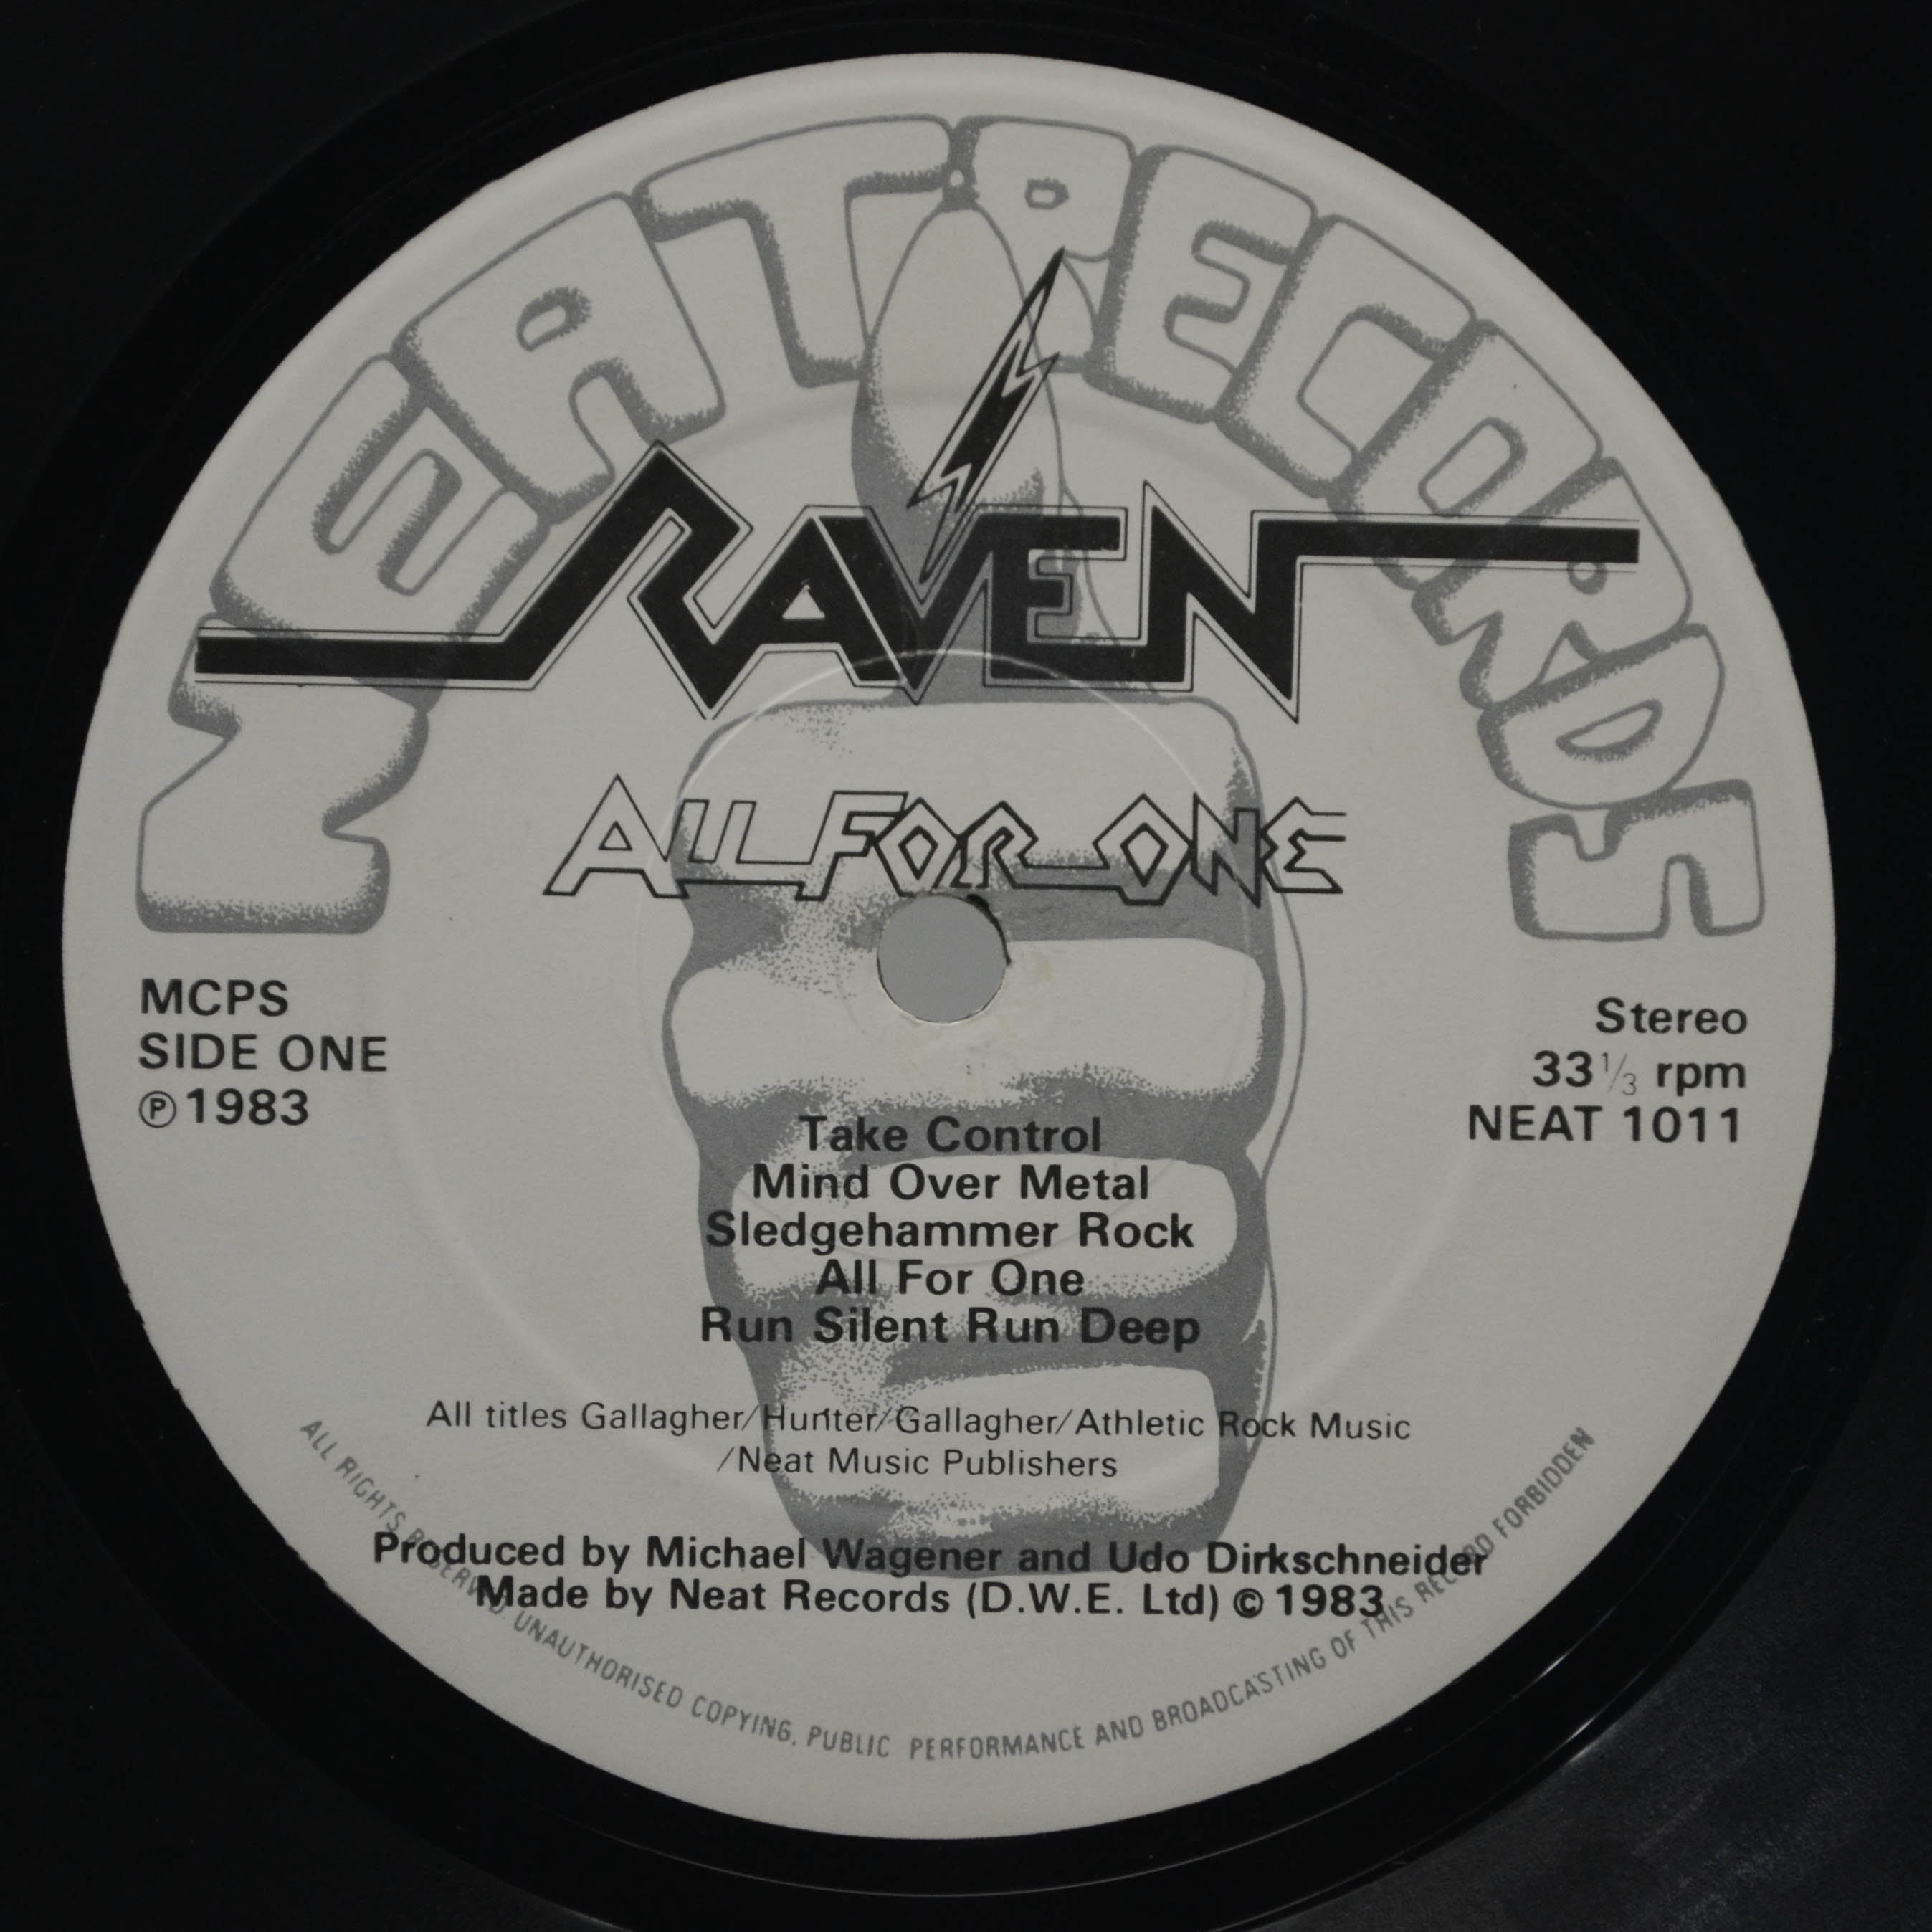 NEAT RECORDS
RAVEN
ALL FOR ONE
MCPS
SIDE ONE
℗1983
Stereo
33⅓ rpm
NEAT 1011
Take Control
Mind Over Metal
Sledgehammer Rock
All For One
Run Silent Run Deep
All titles Gallagher/Hunter/Gallagher/Athletic Rock Music
/Neat Music Publishers
Produced by Michael Wagener and Udo Dirkschneider
Made by Neat Records (D.W.E. Ltd) © 1983
ALL RIGHTS RESERVED. UNAUTHORISED COPYING, PUBLIC PERFORMANCE AND BROADCASTING OF THIS RECORD FORBIDDEN